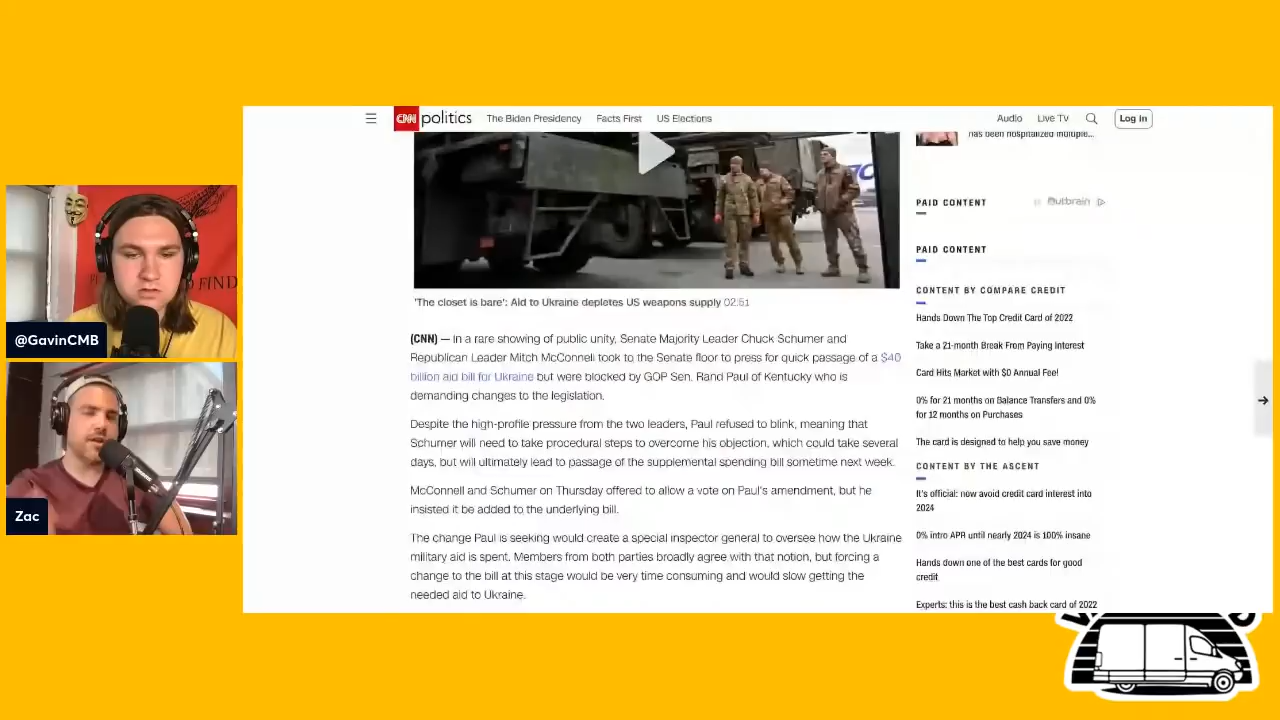 CNN politics The Biden Presidency Facts First US Elections Audio Live TV Log In
has been hospitalized multiple...
PAID CONTENT Outbrain
PAID CONTENT
CONTENT BY COMPARE CREDIT
Hands Down The Top Credit Card of 2022
Take a 21-month Break From Paying Interest
Card Hits Market with $0 Annual Fee!
0% for 21 months on Balance Transfers and 0%
for 12 months on Purchases
The card is designed to help you save money
CONTENT BY THE ASCENT
It's official: now avoid credit card interest into
2024
0% intro APR until nearly 2024 is 100% insane
Hands down one of the best cards for good
credit
Experts: this is the best cash back card of 2022
'The closet is bare': Aid to Ukraine depletes US weapons supply 02:51
(CNN) — In a rare showing of public unity, Senate Majority Leader Chuck Schumer and
Republican Leader Mitch McConnell took to the Senate floor to press for quick passage of a $40
billion aid bill for Ukraine but were blocked by GOP Sen. Rand Paul of Kentucky who is
demanding changes to the legislation.
Despite the high-profile pressure from the two leaders, Paul refused to blink, meaning that
Schumer will need to take procedural steps to overcome his objection, which could take several
days, but will ultimately lead to passage of the supplemental spending bill sometime next week.
McConnell and Schumer on Thursday offered to allow a vote on Paul's amendment, but he
insisted it be added to the underlying bill.
The change Paul is seeking would create a special inspector general to oversee how the Ukraine
military aid is spent. Members from both parties broadly agree with that notion, but forcing a
change to the bill at this stage would be very time consuming and would slow getting the
needed aid to Ukraine.
FIND
@GavinCMB
Zac